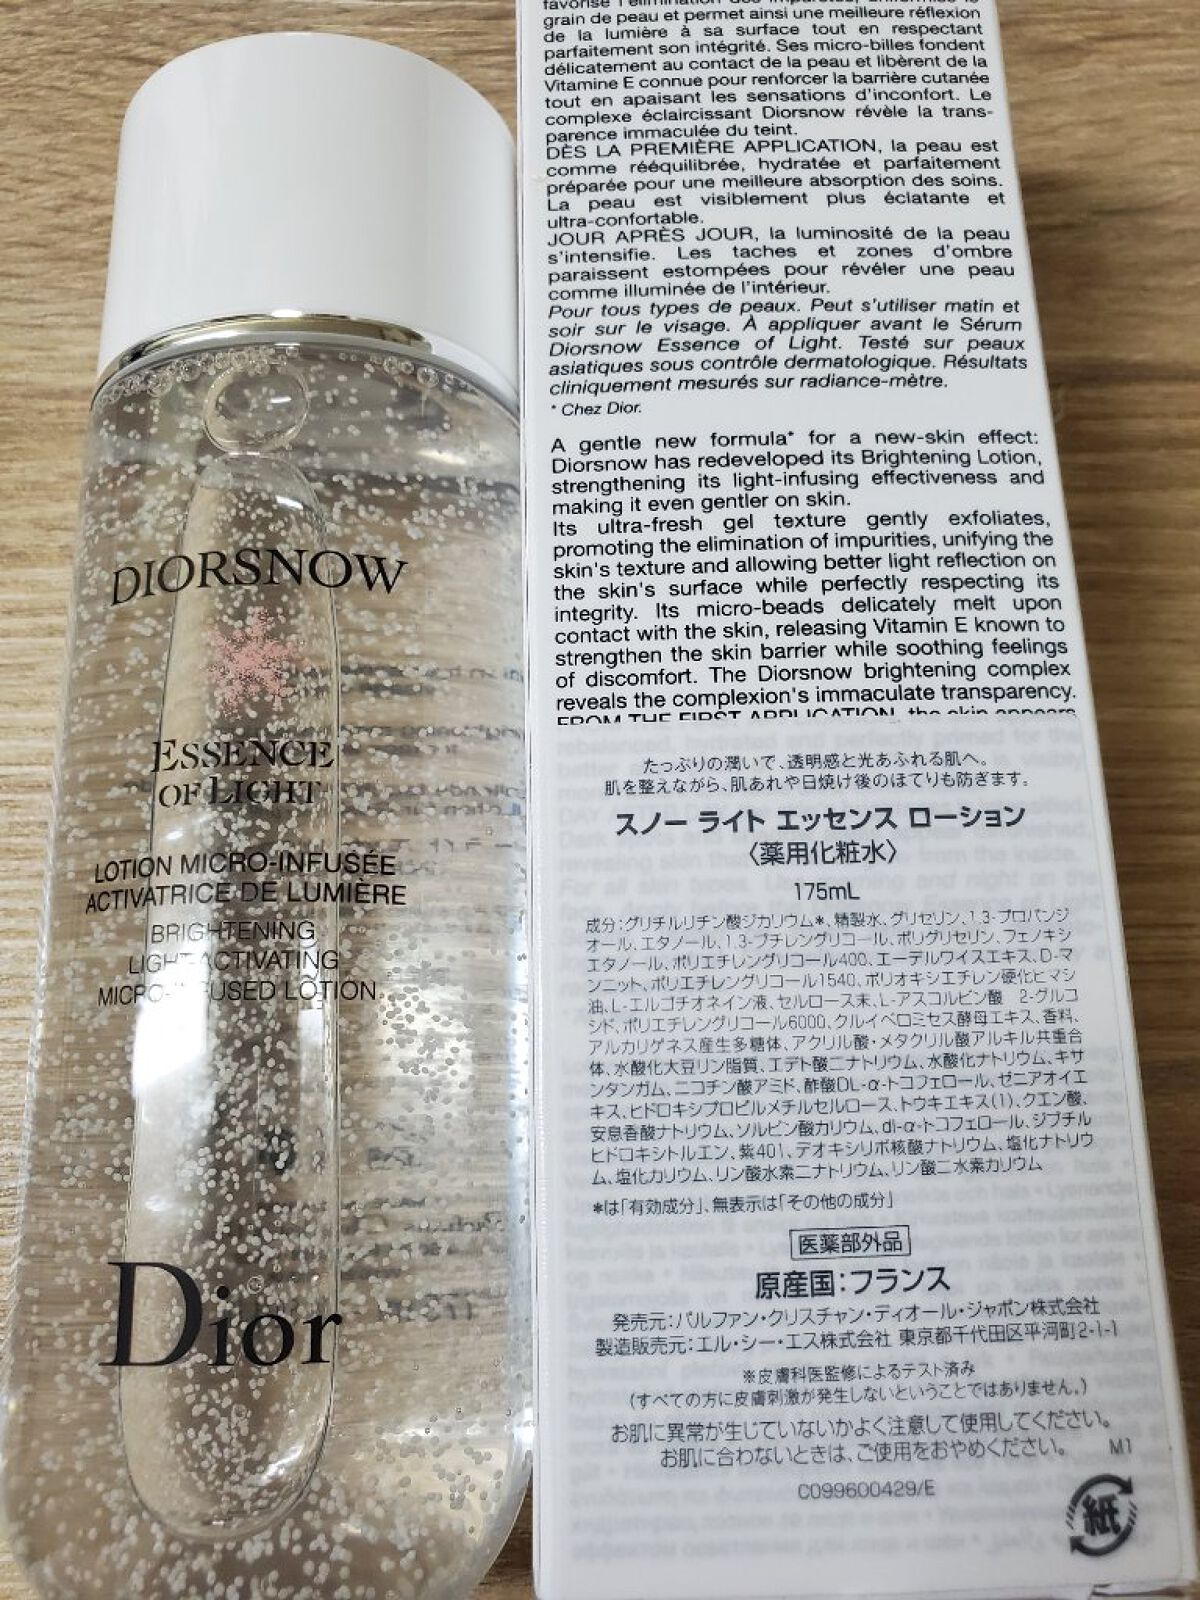 DIORSNOW
ESSENCE
OF LIGHT
LOTION MICRO-INFUSÉE
ACTIVATRICE DE LUMIÈRE
BRIGHTENING
LIGHT-ACTIVATING
MICRO-INFUSED LOTION
Dior
grain de peau et permet ainsi une meilleure réflexion
de la lumière à sa surface tout en respectant
parfaitement son intégrité. Ses micro-billes fondent
délicatement au contact de la peau et libèrent de la
Vitamine E connue pour renforcer la barrière cutanée
tout en apaisant les sensations d'inconfort. Le
complexe éclaircissant Diorsnow révèle la trans-
parence immaculée du teint.
DÈS LA PREMIÈRE APPLICATION, la peau est
comme rééquilibrée, hydratée et parfaitement
préparée pour une meilleure absorption des soins.
La peau est visiblement plus éclatante et
ultra-confortable.
JOUR APRÈS JOUR, la luminosité de la peau
s'intensifie. Les taches et zones d'ombre
paraissent estompées pour révéler une peau
comme illuminée de l'intérieur.
Pour tous types de peaux. Peut s'utiliser matin et
soir sur le visage. À appliquer avant le Sérum
Diorsnow Essence of Light. Testé sur peaux
asiatiques sous contrôle dermatologique. Résultats
cliniquement mesurés sur radiance-mètre.
* Chez Dior.
A gentle new formula* for a new-skin effect:
Diorsnow has redeveloped its Brightening Lotion,
strengthening its light-infusing effectiveness and
making it even gentler on skin.
Its ultra-fresh gel texture gently exfoliates,
promoting the elimination of impurities, unifying the
skin's texture and allowing better light reflection on
the skin's surface while perfectly respecting its
integrity. Its micro-beads delicately melt upon
contact with the skin, releasing Vitamin E known to
strengthen the skin barrier while soothing feelings
of discomfort. The Diorsnow brightening complex
reveals the complexion's immaculate transparency.
FROM THE FIRST APPLICATION, the skin appears
たっぷりの潤いで、透明感と光あふれる肌へ。
肌を整えながら、肌あれや日焼け後のほてりも防ぎます。
スノー ライト エッセンス ローション
〈薬用化粧水〉
175mL
成分:グリチルリチン酸ジカリウム*、精製水、グリセリン、1,3-プロパンジ
オール、エタノール、1,3-ブチレングリコール、ポリグリセリン、フェノキシ
エタノール、ポリエチレングリコール400、エーデルワイスエキス、D-マ
ンニット、ポリエチレングリコール1540、ポリオキシエチレン硬化ヒマシ
油、L-エルゴチオネイン液、セルロース末、L-アスコルビン酸 2-グルコ
シド、ポリエチレングリコール6000、クルイベロミセス酵母エキス、香料、
アルカリゲネス産生多糖体、アクリル酸・メタクリル酸アルキル共重合
体、水酸化大豆リン脂質、エデト酸二ナトリウム、水酸化ナトリウム、キサ
ンタンガム、ニコチン酸アミド、酢酸DL-α-トコフェロール、ゼニアオイエ
キス、ヒドロキシプロピルメチルセルロース、トウキエキス(1)、クエン酸、
安息香酸ナトリウム、ソルビン酸カリウム、dl-α-トコフェロール、ジブチル
ヒドロキシトルエン、紫401、デオキシリボ核酸ナトリウム、塩化ナトリウ
ム、塩化カリウム、リン酸水素二ナトリウム、リン酸二水素カリウム
*は「有効成分」、無表示は「その他の成分」
医薬部外品
原産国:フランス
発売元:パルファン・クリスチャン・ディオール・ジャポン株式会社
製造販売元:エル・シー・エス株式会社 東京都千代田区平河町2-1-1
※皮膚科医監修によるテスト済み
(すべての方に皮膚刺激が発生しないということではありません。)
お肌に異常が生じていないかよく注意して使用してください。
お肌に合わないときは、ご使用をおやめください。 M1
C099600429/E
紙